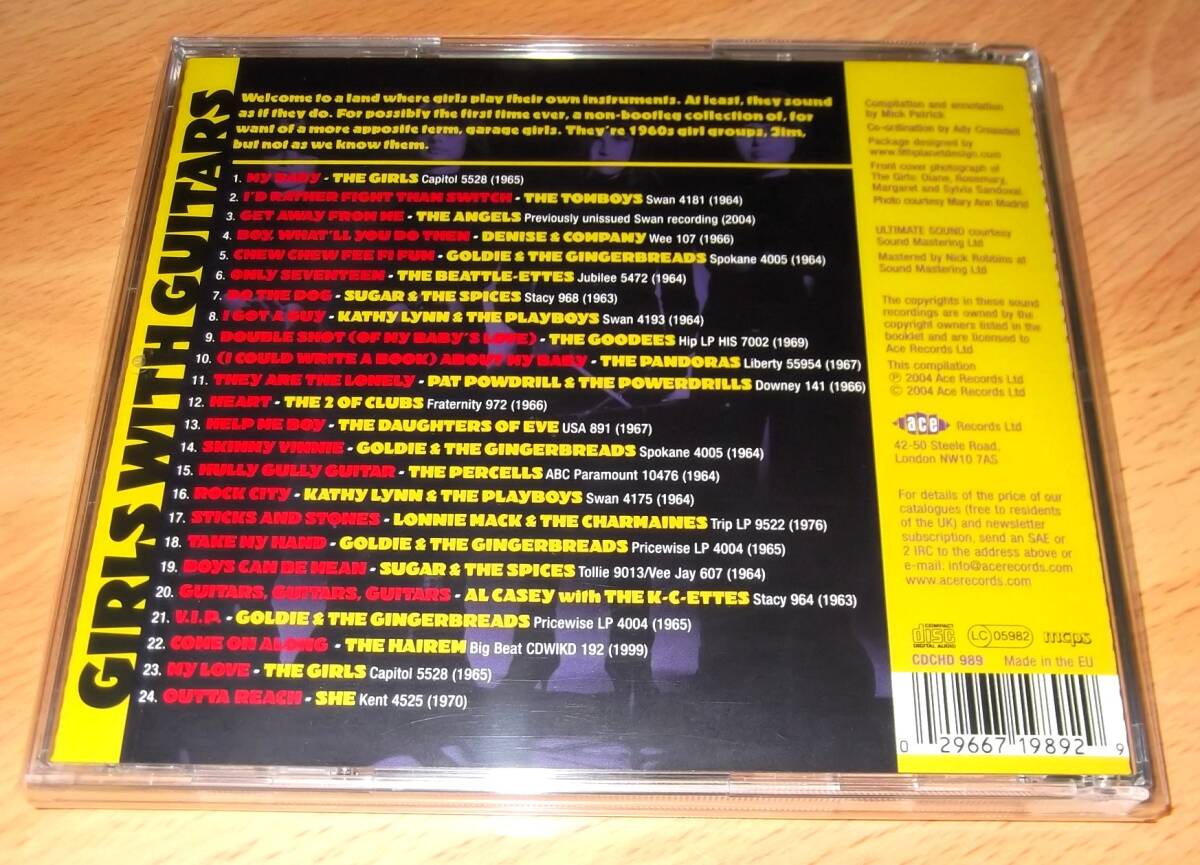 GIRLS WITH GUITARS
Welcome to a land where girls play their own instruments. At least, they sound
as if they do. For possibly the first time ever, a non-bootleg collection of, for
want of a more apposite term, garage girls. They're 1960s girl groups, Jim,
but not as we know them.
1. MY BABY - THE GIRLS Capitol 5528 (1965)
2. I'D RATHER FIGHT THAN SWITCH - THE TOMBOYS Swan 4181 (1964)
3. GET AWAY FROM ME - THE ANGELS Previously unissued Swan recording (2004)
4. BOY, WHAT'LL YOU DO THEN - DENISE & COMPANY Wee 107 (1966)
5. CHEW CHEW FEE FI FUN - GOLDIE & THE GINGERBREADS Spokane 4005 (1964)
6. ONLY SEVENTEEN - THE BEATTLE-ETTES Jubilee 5472 (1964)
7. DO THE DOG - SUGAR & THE SPICES Stacy 968 (1963)
8. I GOT A GUY - KATHY LYNN & THE PLAYBOYS Swan 4193 (1964)
9. DOUBLE SHOT (OF MY BABY'S LOVE) - THE GOODEES Hip LP HIS 7002 (1969)
10. (I COULD WRITE A BOOK) ABOUT MY BABY - THE PANDORAS Liberty 55954 (1967)
11. THEY ARE THE LONELY - PAT POWDRILL & THE POWERDRILLS Downey 141 (1966)
12. HEART - THE 2 OF CLUBS Fraternity 972 (1966)
13. HELP ME BOY - THE DAUGHTERS OF EVE USA 891 (1967)
14. SKINNY VINNIE - GOLDIE & THE GINGERBREADS Spokane 4005 (1964)
15. HULLY GULLY GUITAR - THE PERCELLS ABC Paramount 10476 (1964)
16. ROCK CITY - KATHY LYNN & THE PLAYBOYS Swan 4175 (1964)
17. STICKS AND STONES - LONNIE MACK & THE CHARMAINES Trip LP 9522 (1976)
18. TAKE MY HAND - GOLDIE & THE GINGERBREADS Pricewise LP 4004 (1965)
19. BOYS CAN BE MEAN - SUGAR & THE SPICES Tollie 9013/Vee Jay 607 (1964)
20. GUITARS, GUITARS, GUITARS - AL CASEY with THE K-C-ETTES Stacy 964 (1963)
21. V.I.P. - GOLDIE & THE GINGERBREADS Pricewise LP 4004 (1965)
22. COME ON ALONG - THE HAIREM Big Beat CDWIKD 192 (1999)
23. MY LOVE - THE GIRLS Capitol 5528 (1965)
24. OUTTA REACH - SHE Kent 4525 (1970)
Compilation and annotation
by Mick Patrick
Co-ordination by Ady Croasdell
Package designed by
www.littleplanetdesign.com
Front cover photograph of
The Girls: Diane, Rosemary,
Margaret and Sylvia Sandoval
Photo courtesy Mary Ann Madrid
ULTIMATE SOUND courtesy
Sound Mastering Ltd
Mastered by Nick Robbins at
Sound Mastering Ltd
The copyrights in these sound
recordings are owned by the
copyright owners listed in the
booklet and are licensed to
Ace Records Ltd
This compilation
℗ 2004 Ace Records Ltd
© 2004 Ace Records Ltd
ace Records Ltd
42-50 Steele Road,
London NW10 7AS
For details of the price of our
catalogues (free to residents
of the UK) and newsletter
subscription, send an SAE or
2 IRC to the address above or
e-mail: info@acerecords.com
www.acerecords.com
COMPACT disc DIGITAL AUDIO LC 05982 mcps
CDCHD 989 Made in the EU
0 29667 19892 9